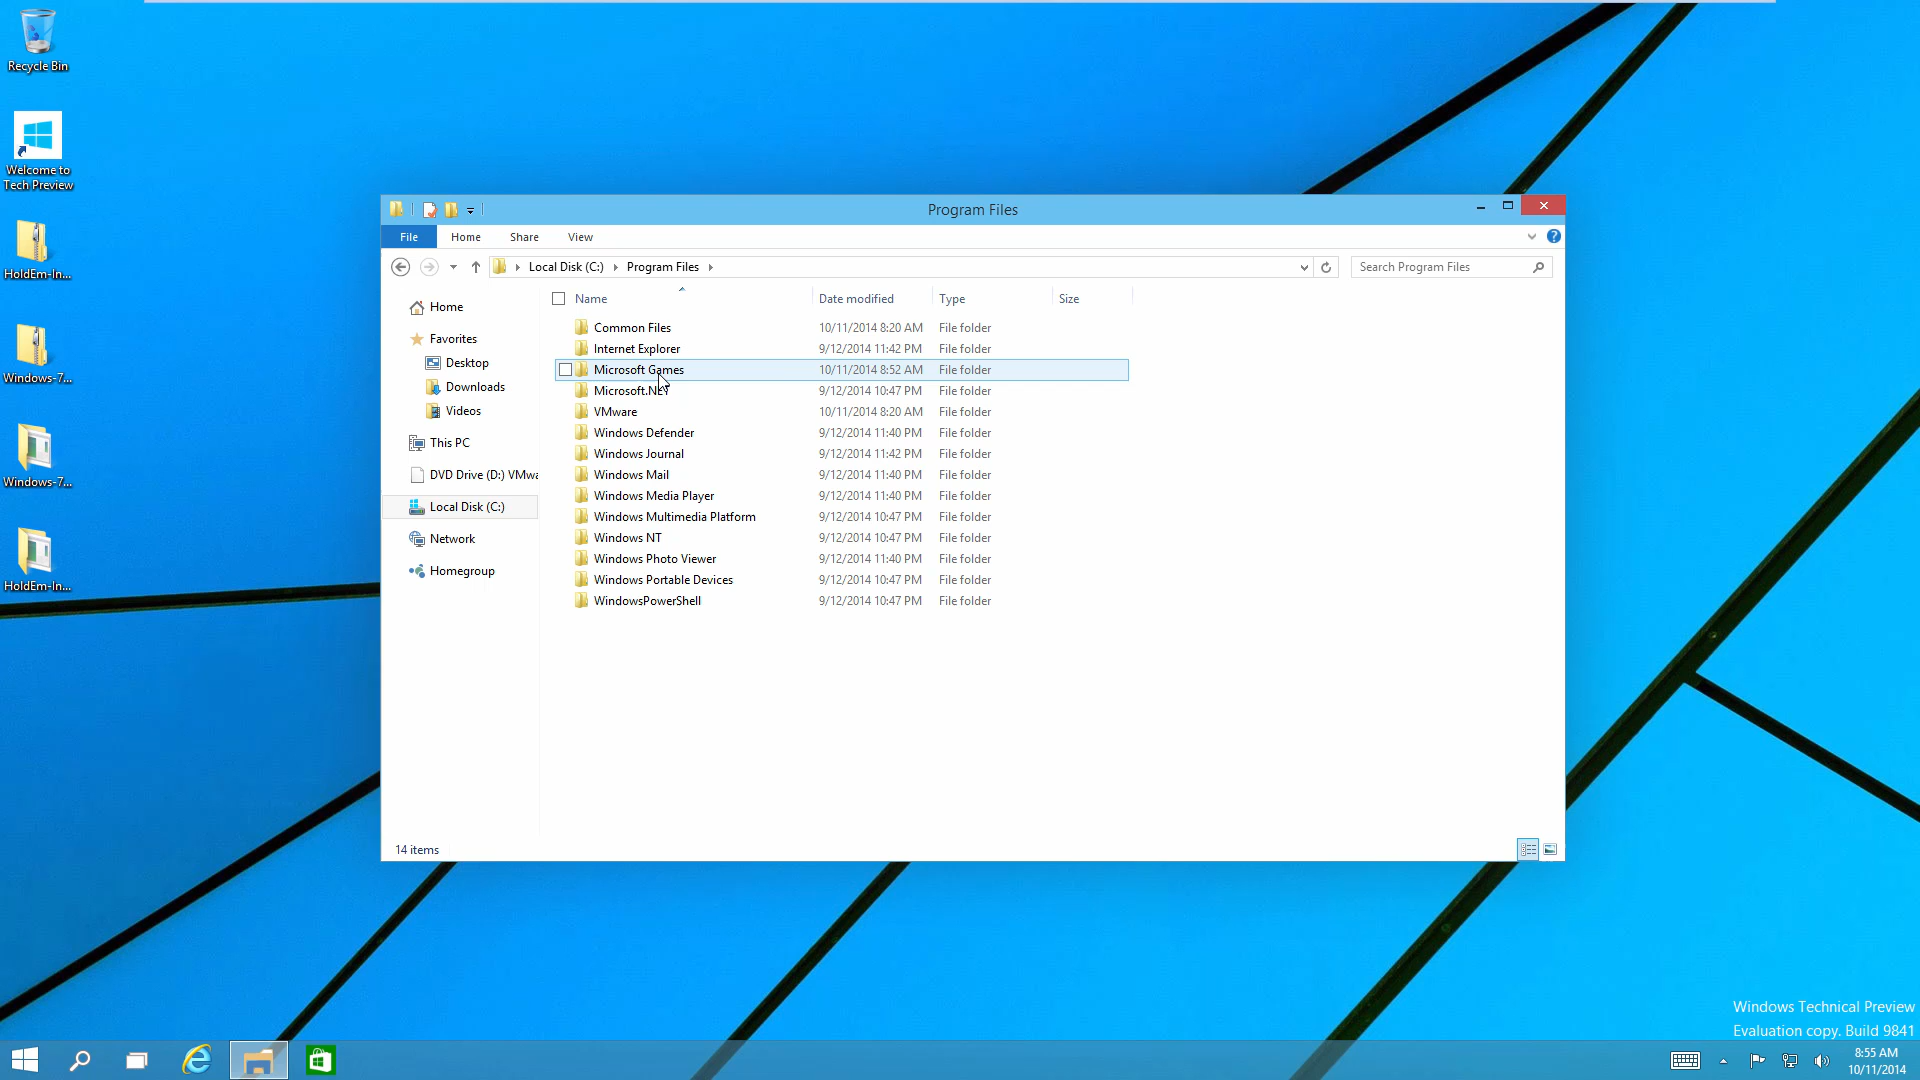 Recycle Bin
Welcome to
Tech Preview
HoldEm-In...
Windows-7...
Windows-7...
HoldEm-In...
Program Files
File Home Share View
Local Disk (C:) Program Files
Search Program Files
Home
Favorites
Desktop
Downloads
Videos
This PC
DVD Drive (D:) VMwa
Local Disk (C:)
Network
Homegroup
Name Date modified Type Size
Common Files 10/11/2014 8:20 AM File folder
Internet Explorer 9/12/2014 11:42 PM File folder
Microsoft Games 10/11/2014 8:52 AM File folder
Microsoft.NET 9/12/2014 10:47 PM File folder
VMware 10/11/2014 8:20 AM File folder
Windows Defender 9/12/2014 11:40 PM File folder
Windows Journal 9/12/2014 11:42 PM File folder
Windows Mail 9/12/2014 11:40 PM File folder
Windows Media Player 9/12/2014 11:40 PM File folder
Windows Multimedia Platform 9/12/2014 10:47 PM File folder
Windows NT 9/12/2014 10:47 PM File folder
Windows Photo Viewer 9/12/2014 11:40 PM File folder
Windows Portable Devices 9/12/2014 10:47 PM File folder
WindowsPowerShell 9/12/2014 10:47 PM File folder
14 items
Windows Technical Preview
Evaluation copy. Build 9841
8:55 AM
10/11/2014